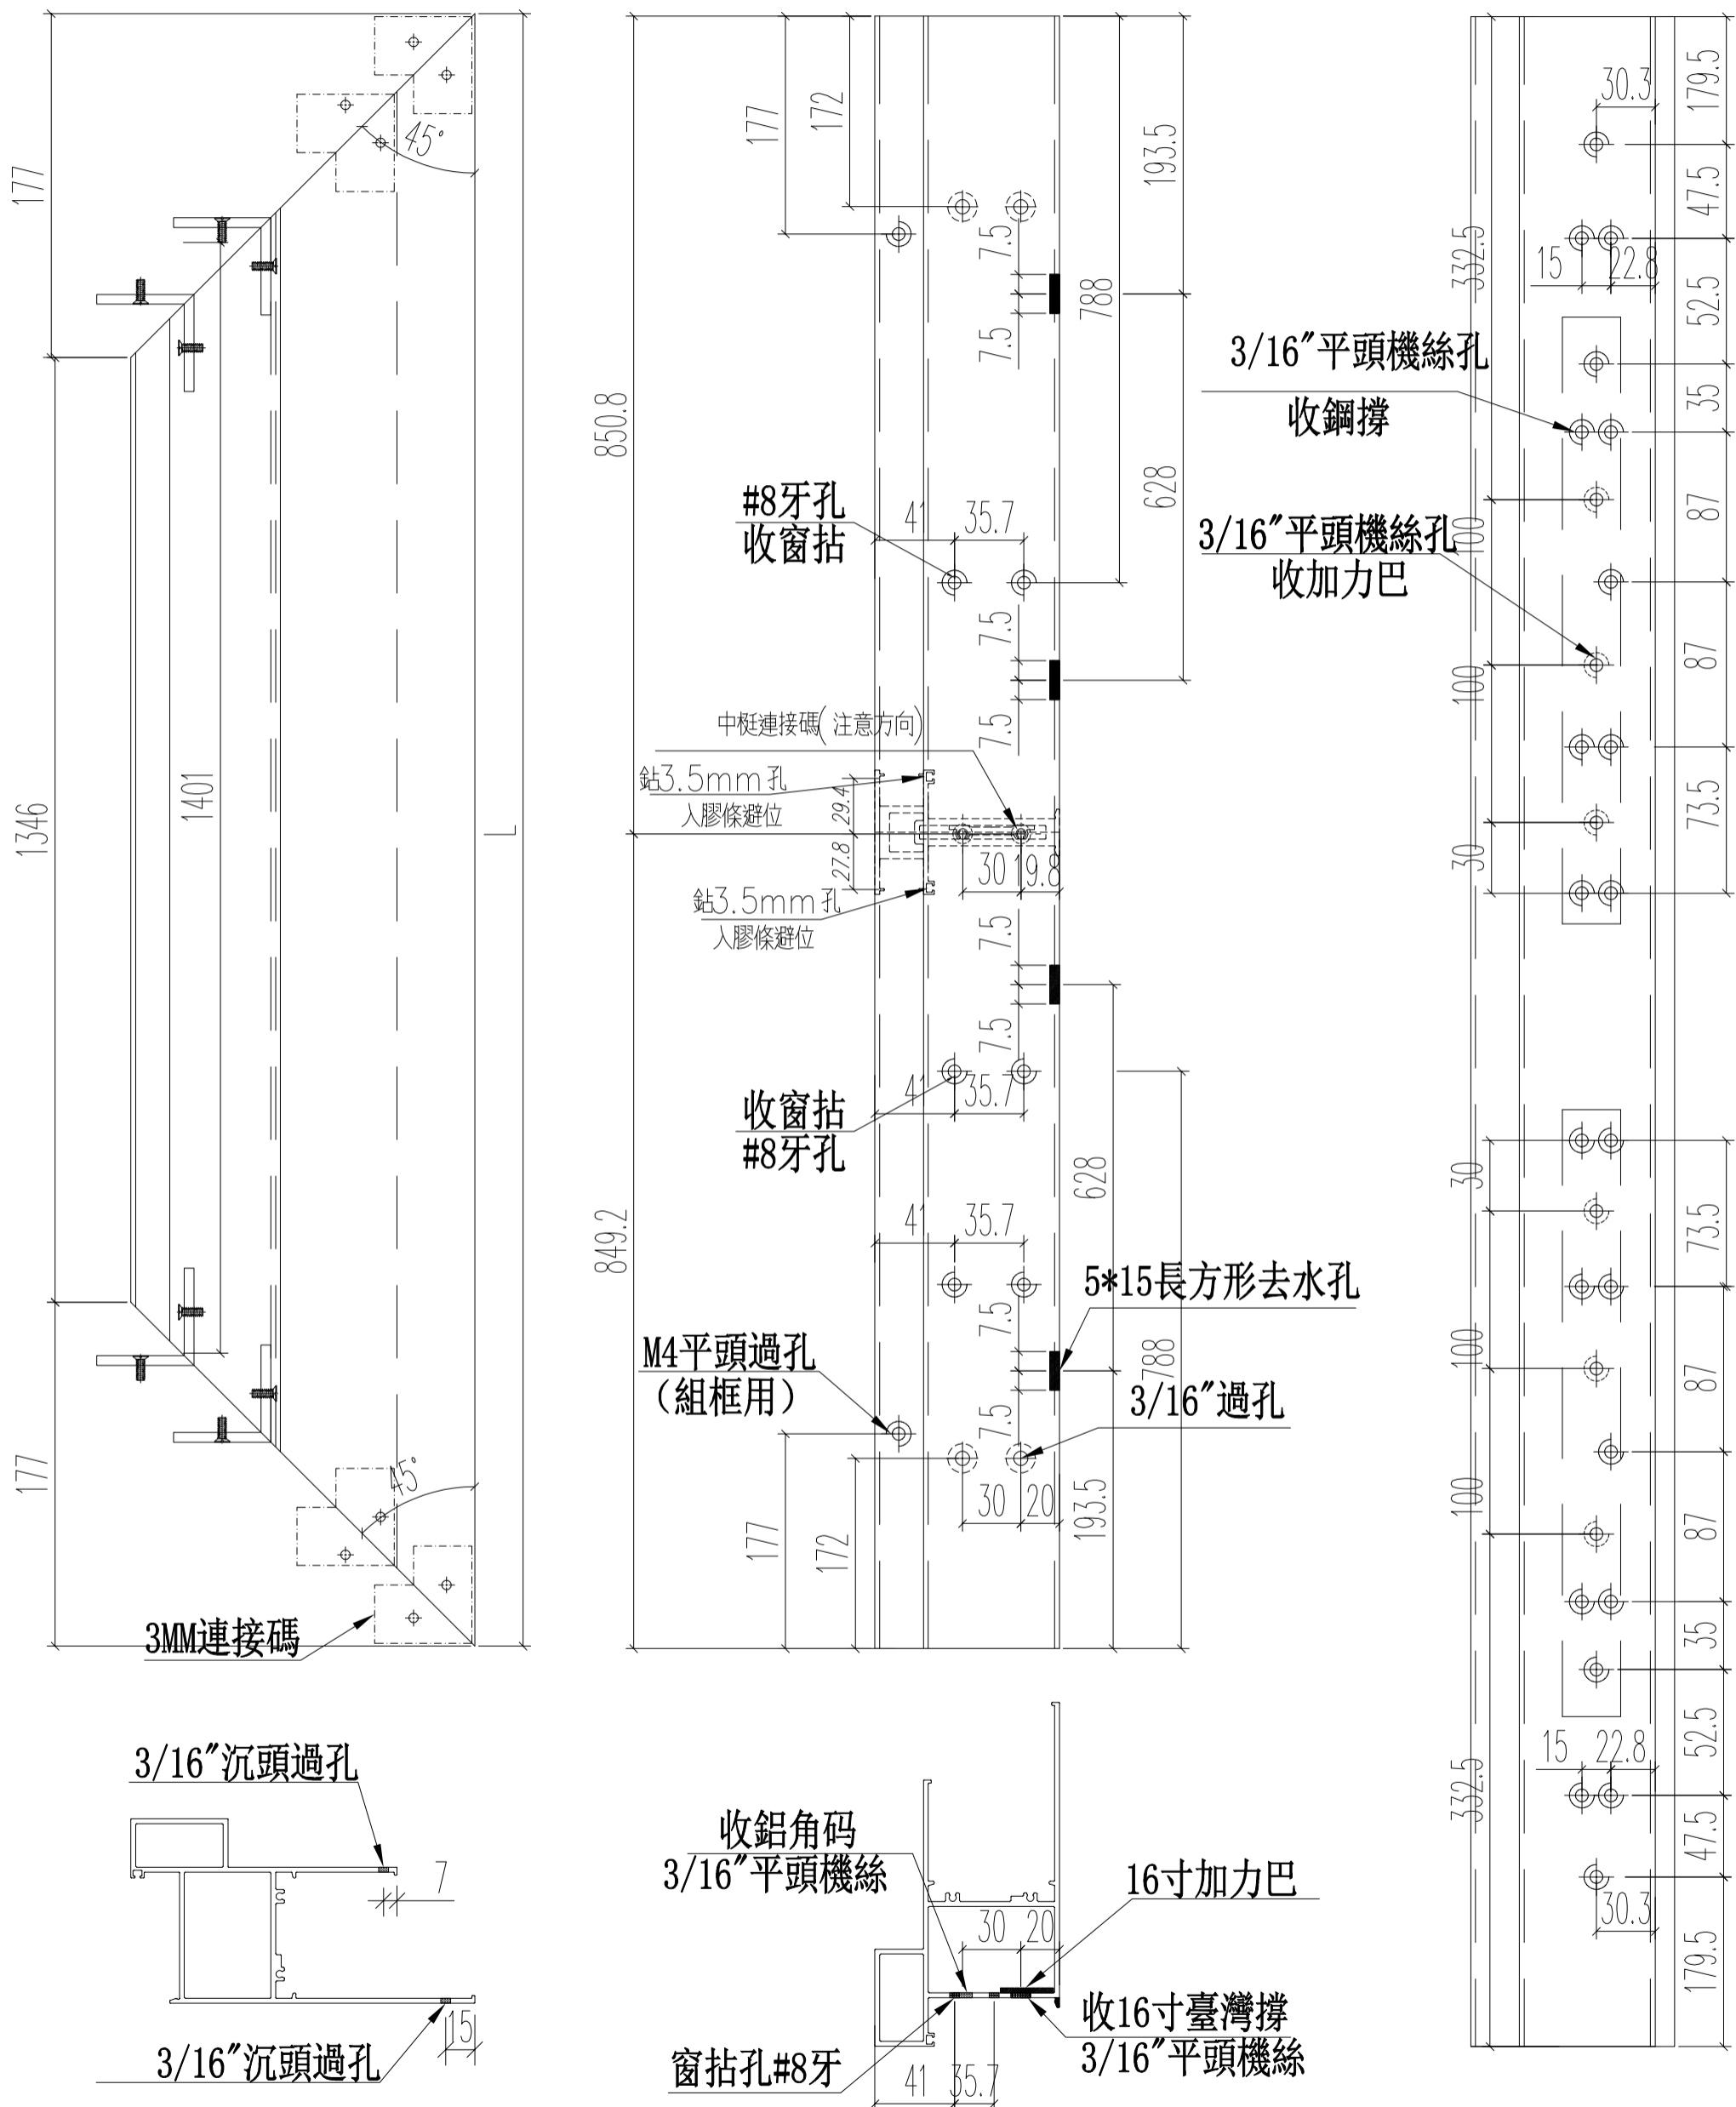 177
1346
177
1401
L
45°
45°
3MM連接碼
850.8
849.2
177
172
193.5
7.5
7.5
788
628
#8牙孔
收窗拈
41
35.7
7.5
7.5
中梃連接碼(注意方向)
鉆3.5mm孔
入膠條避位
29.4
27.8
30
19.8
鉆3.5mm孔
入膠條避位
7.5
7.5
收窗拈
#8牙孔
41
35.7
628
41
35.7
5*15長方形去水孔
7.5
7.5
788
M4平頭過孔
(組框用)
3/16"過孔
30
20
193.5
177
172
30.3
179.5
47.5
332.5
15
22.8
52.5
3/16"平頭機絲孔
收鋼撐
35
87
100
3/16"平頭機絲孔
收加力巴
87
100
73.5
30
30
73.5
100
87
100
87
35
52.5
15
22.8
332.5
47.5
30.3
179.5
3/16"沉頭過孔
7
15
3/16"沉頭過孔
收鋁角码
3/16"平頭機絲
16寸加力巴
30
20
收16寸臺灣撐
3/16"平頭機絲
窗拈孔#8牙
41
35.7